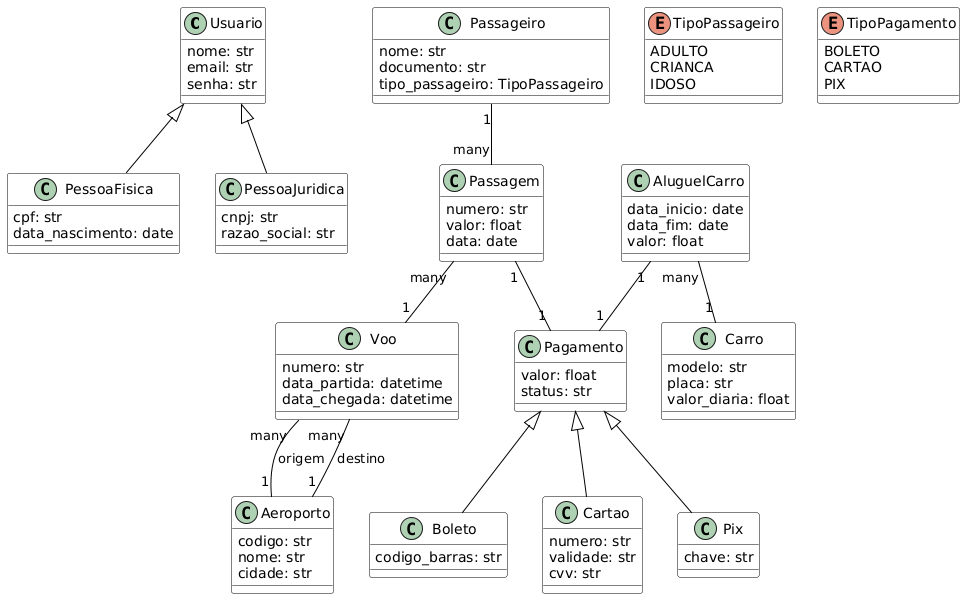 C Usuario
nome: str
email: str
senha: str
C Passageiro
nome: str
documento: str
tipo_passageiro: TipoPassageiro
E TipoPassageiro
ADULTO
CRIANCA
IDOSO
E TipoPagamento
BOLETO
CARTAO
PIX
1
many
C PessoaFisica
cpf: str
data_nascimento: date
C PessoaJuridica
cnpj: str
razao_social: str
C Passagem
numero: str
valor: float
data: date
C AluguelCarro
data_inicio: date
data_fim: date
valor: float
many
1
1
many
1
1
1
1
C Voo
numero: str
data_partida: datetime
data_chegada: datetime
C Pagamento
valor: float
status: str
C Carro
modelo: str
placa: str
valor_diaria: float
many
many
origem
destino
1
1
C Aeroporto
codigo: str
nome: str
cidade: str
C Boleto
codigo_barras: str
C Cartao
numero: str
validade: str
cvv: str
C Pix
chave: str